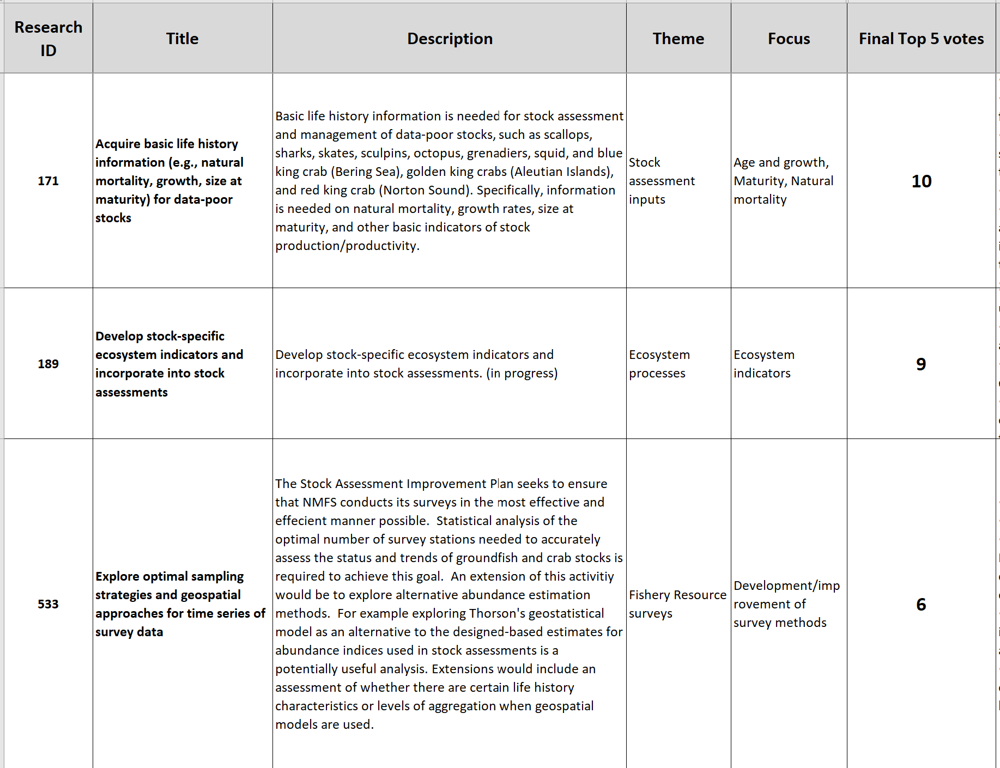 Research
ID
Title
Description
Theme
Focus
Final Top 5 votes
171
Acquire basic life history
information (e.g., natural
mortality, growth, size at
maturity) for data-poor
stocks
Basic life history information is needed for stock assessment
and management of data-poor stocks, such as scallops,
sharks, skates, sculpins, octopus, grenadiers, squid, and blue
king crab (Bering Sea), golden king crabs (Aleutian Islands),
and red king crab (Norton Sound). Specifically, information
is needed on natural mortality, growth rates, size at
maturity, and other basic indicators of stock
production/productivity.
Stock
assessment
inputs
Age and growth,
Maturity, Natural
mortality
10
189
Develop stock-specific
ecosystem indicators and
incorporate into stock
assessments
Develop stock-specific ecosystem indicators and
incorporate into stock assessments. (in progress)
Ecosystem
processes
Ecosystem
indicators
9
533
Explore optimal sampling
strategies and geospatial
approaches for time series of
survey data
The Stock Assessment Improvement Plan seeks to ensure
that NMFS conducts its surveys in the most effective and
effecient manner possible.  Statistical analysis of the
optimal number of survey stations needed to accurately
assess the status and trends of groundfish and crab stocks is
required to achieve this goal.  An extension of this activitiy
would be to explore alternative abundance estimation
methods.  For example exploring Thorson's geostatistical
model as an alternative to the designed-based estimates for
abundance indices used in stock assessments is a
potentially useful analysis. Extensions would include an
assessment of whether there are certain life history
characteristics or levels of aggregation when geospatial
models are used.
Fishery Resource
surveys
Development/imp
rovement of
survey methods
6